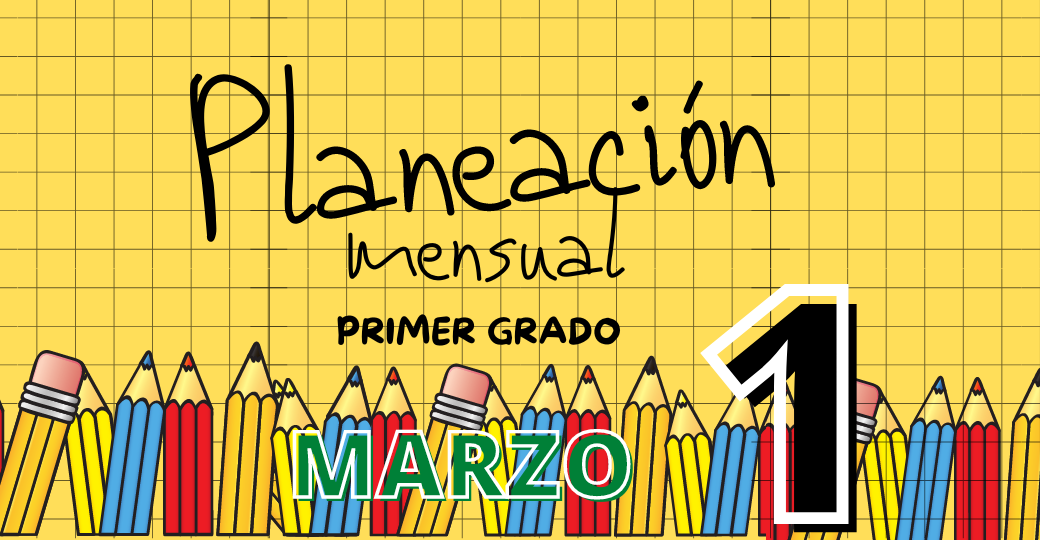 Planeación
mensual
PRIMER GRADO
1
MARZO